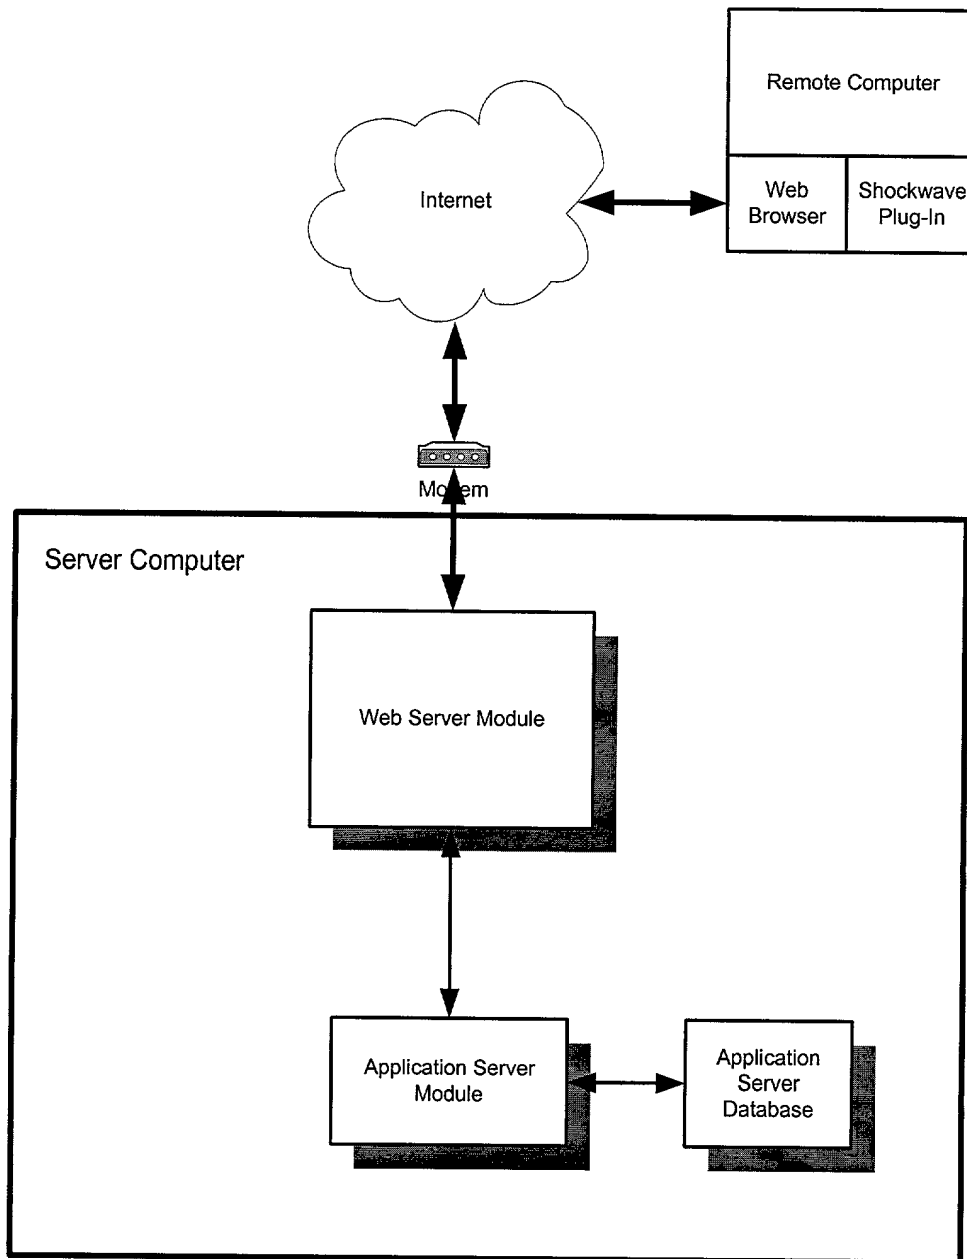 Remote Computer
Internet
Web
Browser
Shockwave
Plug-In
Modem
Server Computer
Web Server Module
Application Server
Module
Application
Server
Database